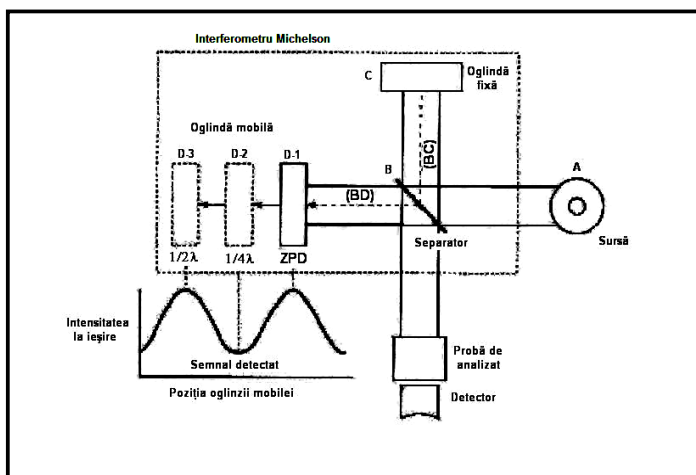 Interferometru Michelson
C
Oglindă
fixă
Oglindă mobilă
D-3
D-2
D-1
B
(BC)
A
(BD)
Separator
Sursă
1/2λ
1/4λ
ZPD
Intensitatea
la ieșire
Semnal detectat
Poziția oglinzii mobilei
Probă de
analizat
Detector